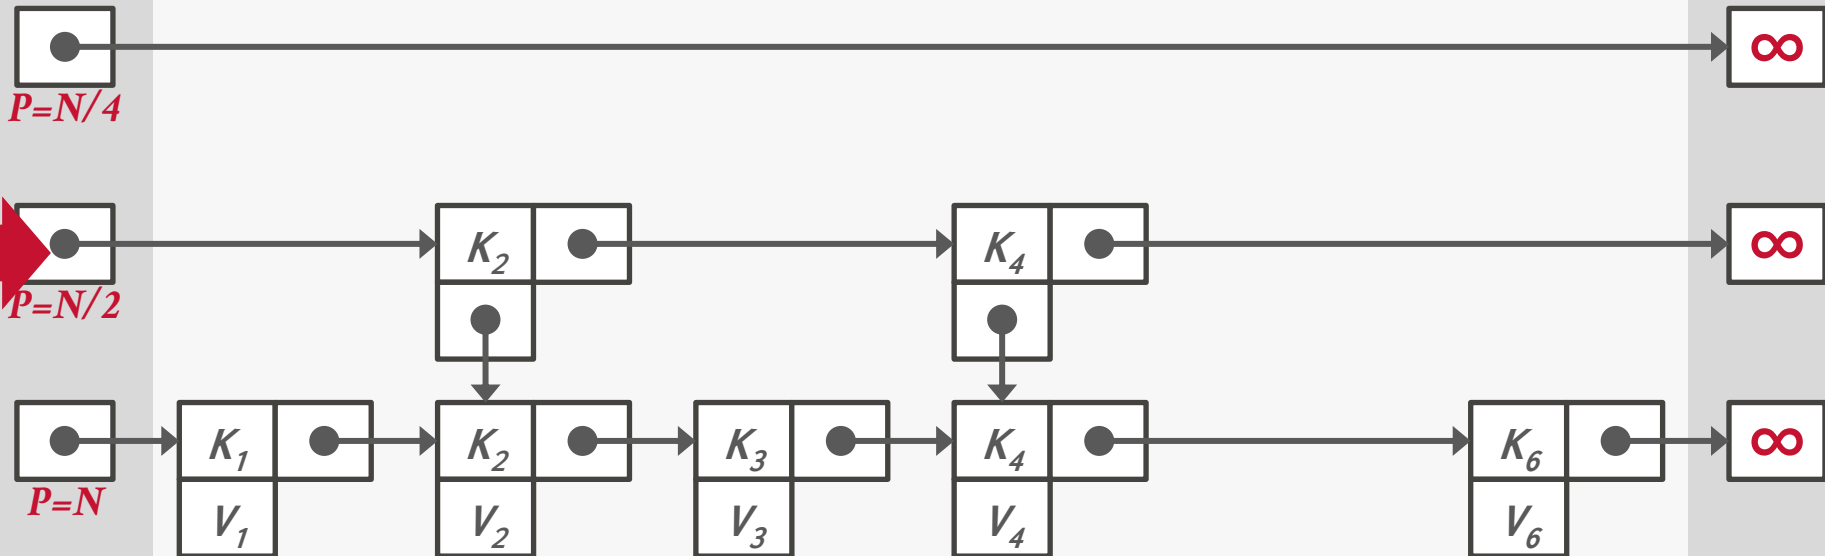 ∞
P=N/4
K₂ K₄ ∞
P=N/2
K₁ K₂ K₃ K₄ K₆ ∞
P=N
V₁ V₂ V₃ V₄ V₆